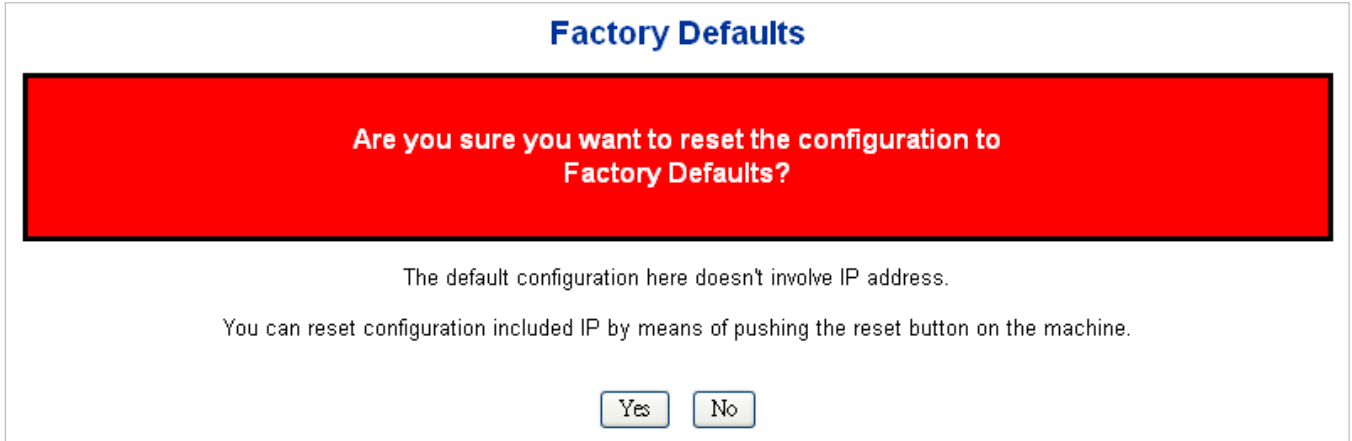 Factory Defaults
Are you sure you want to reset the configuration to
Factory Defaults?
The default configuration here doesn't involve IP address.
You can reset configuration included IP by means of pushing the reset button on the machine.
Yes No